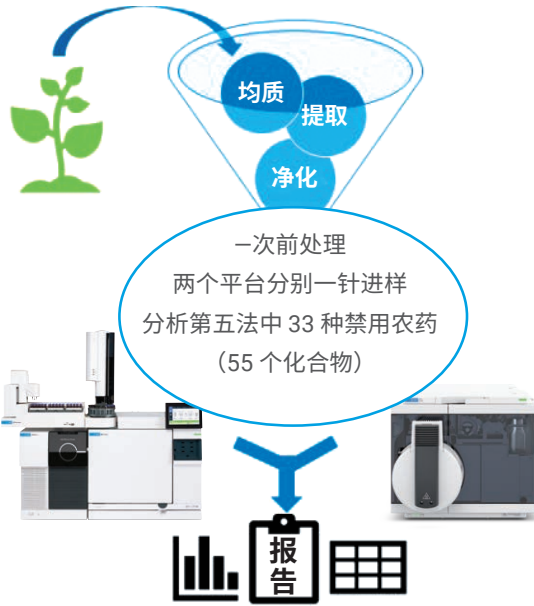 均质
提取
净化
一次前处理
两个平台分别一针进样
分析第五法中 33 种禁用农药
（55 个化合物）
报
告